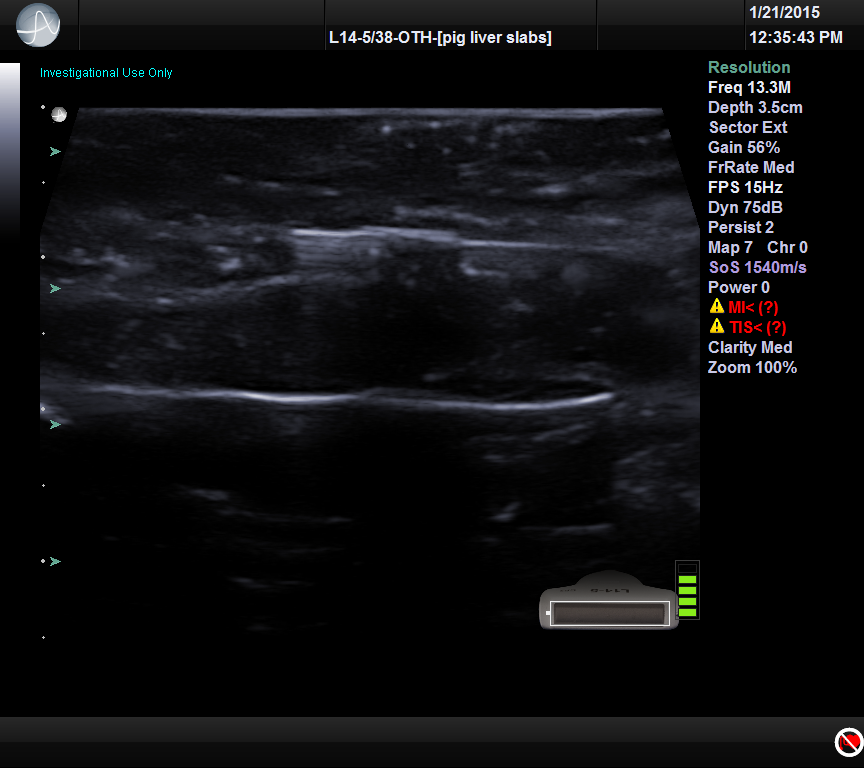 1/21/2015
L14-5/38-OTH-[pig liver slabs]
12:35:43 PM
Investigational Use Only
Resolution
Freq 13.3M
Depth 3.5cm
Sector Ext
Gain 56%
FrRate Med
FPS 15Hz
Dyn 75dB
Persist 2
Map 7 Chr 0
SoS 1540m/s
Power 0
MI< (?)
TIS< (?)
Clarity Med
Zoom 100%
L14-5